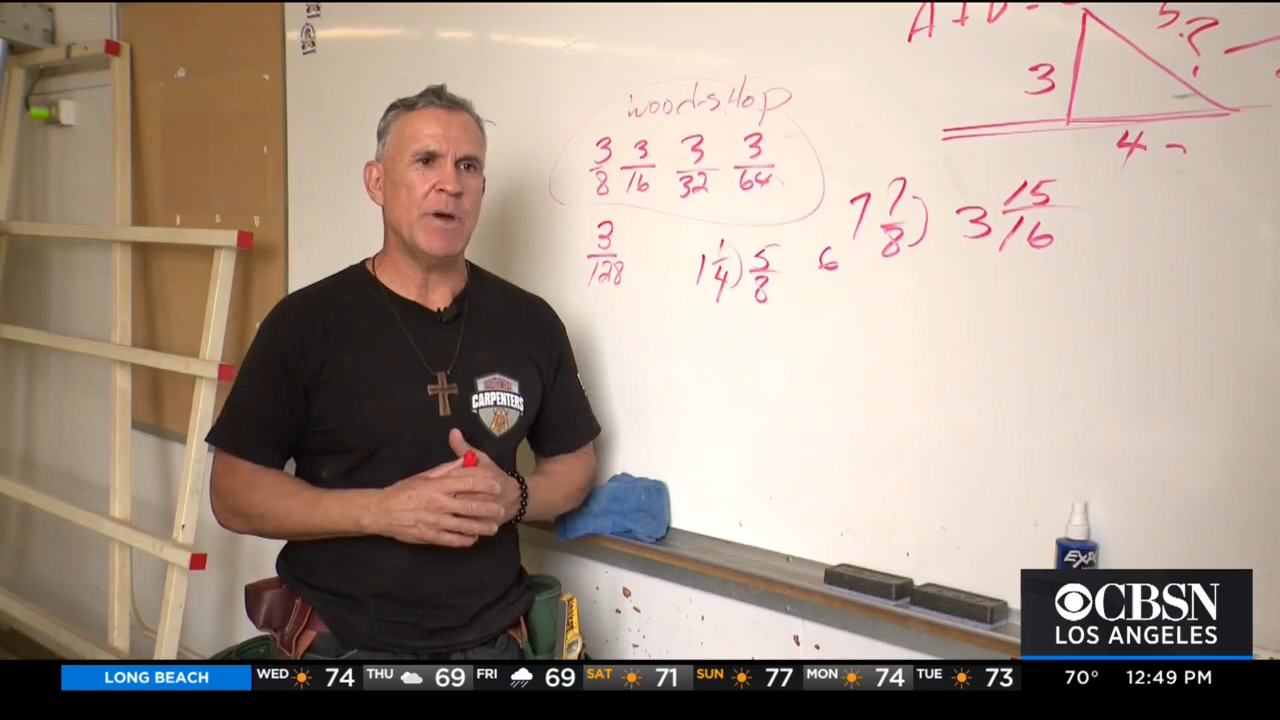 woodshop
3/8 3/16 3/32 3/64
3/128
1 1/4) 5/8
6
7 7/8) 3 15/16
3
5?
4
CARPENTERS
EXPO
CBSN
LOS ANGELES
LONG BEACH WED 74 THU 69 FRI 69 SAT 71 SUN 77 MON 74 TUE 73 70° 12:49 PM